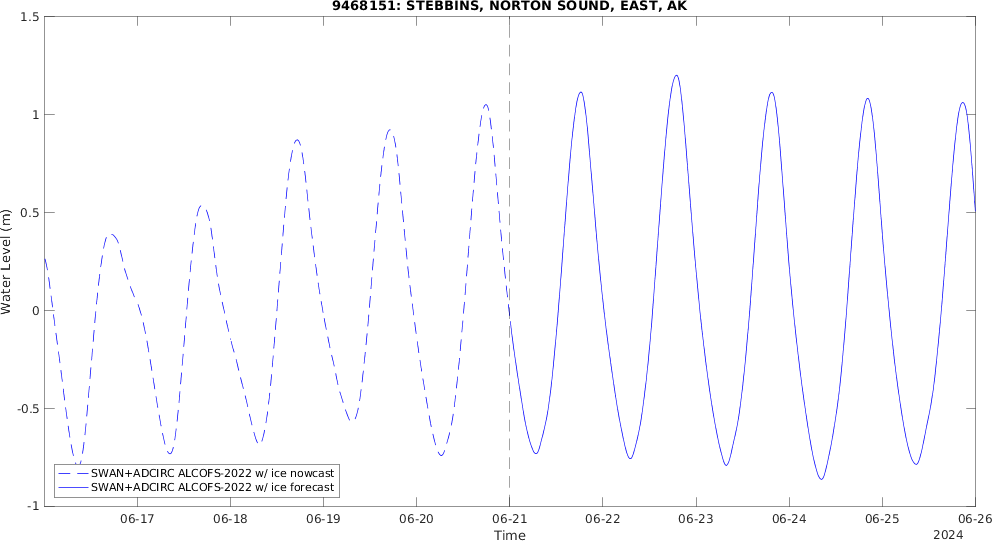 9468151: STEBBINS, NORTON SOUND, EAST, AK
1.5
1
0.5
0
-0.5
-1
Water Level (m)
SWAN+ADCIRC ALCOFS-2022 w/ ice nowcast
SWAN+ADCIRC ALCOFS-2022 w/ ice forecast
06-17 06-18 06-19 06-20 06-21 06-22 06-23 06-24 06-25 06-26
Time
2024